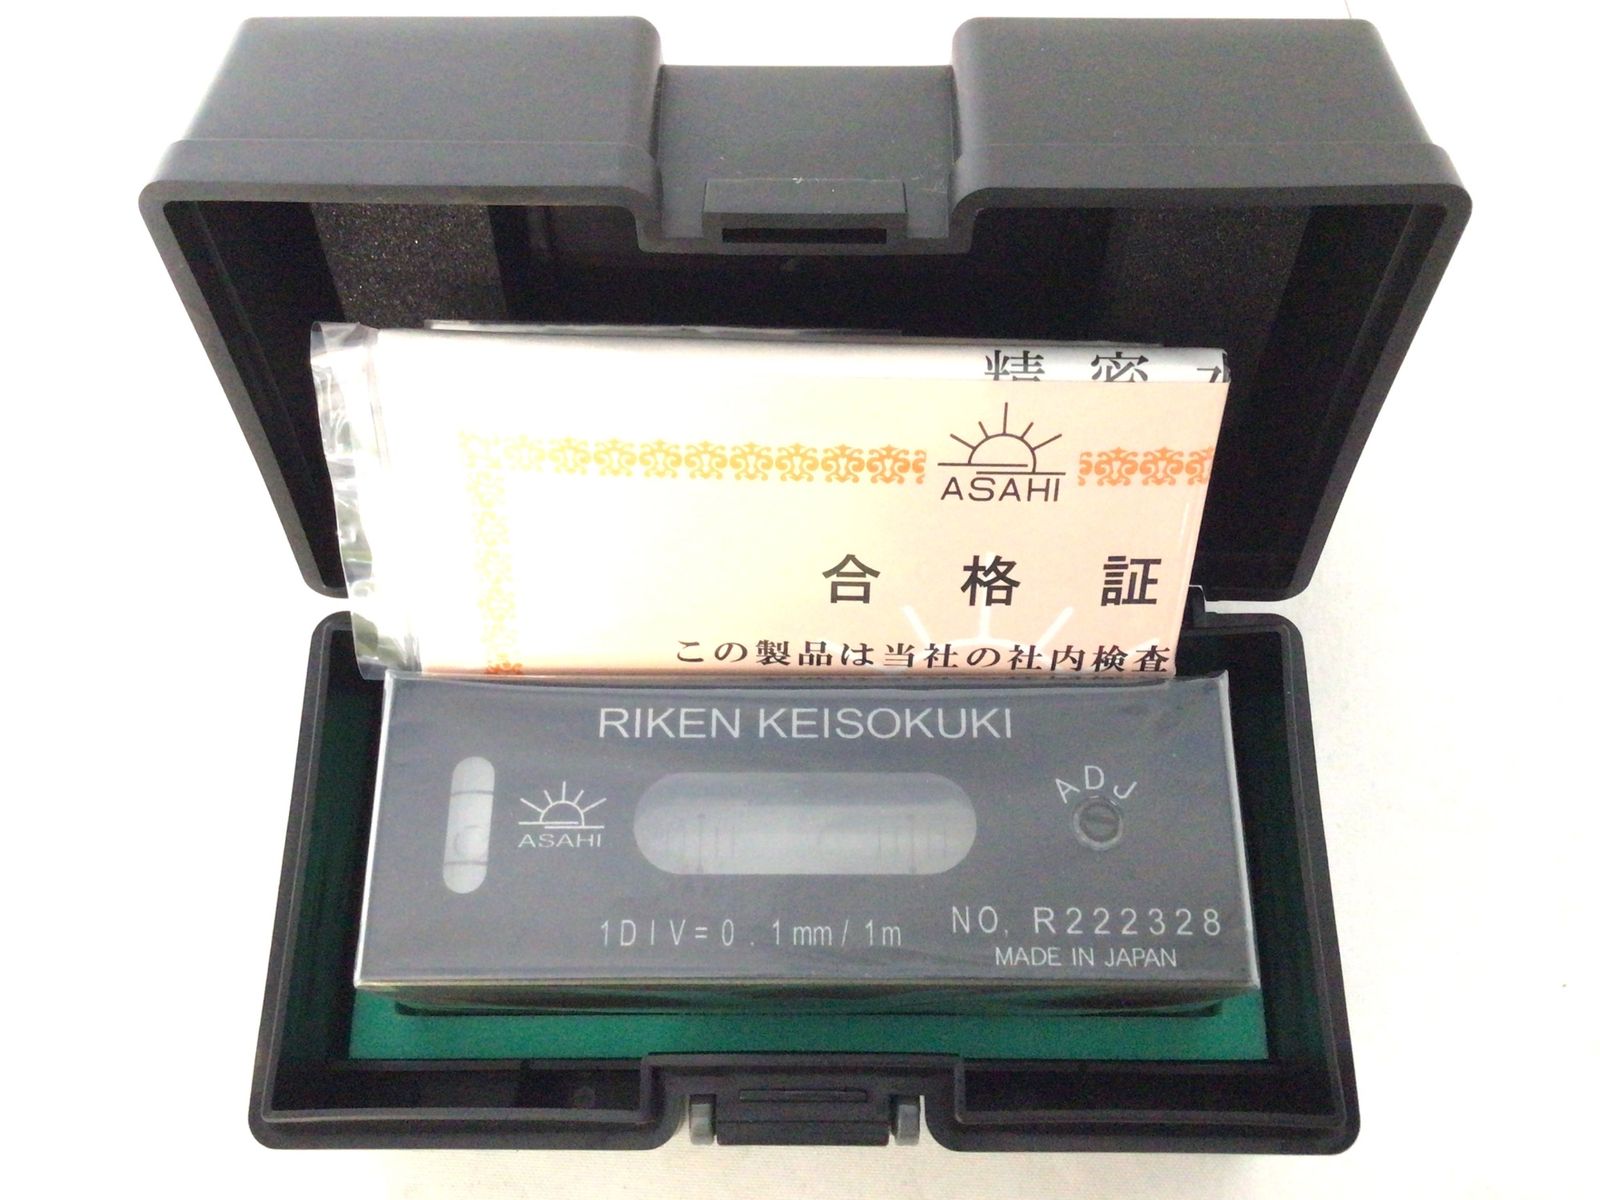 精 密
ASAHI
合 格 証
この製品は当社の社内検査
RIKEN KEISOKUKI
ADJ
ASAHI
1DIV=0.1mm/1m
NO. R222328
MADE IN JAPAN